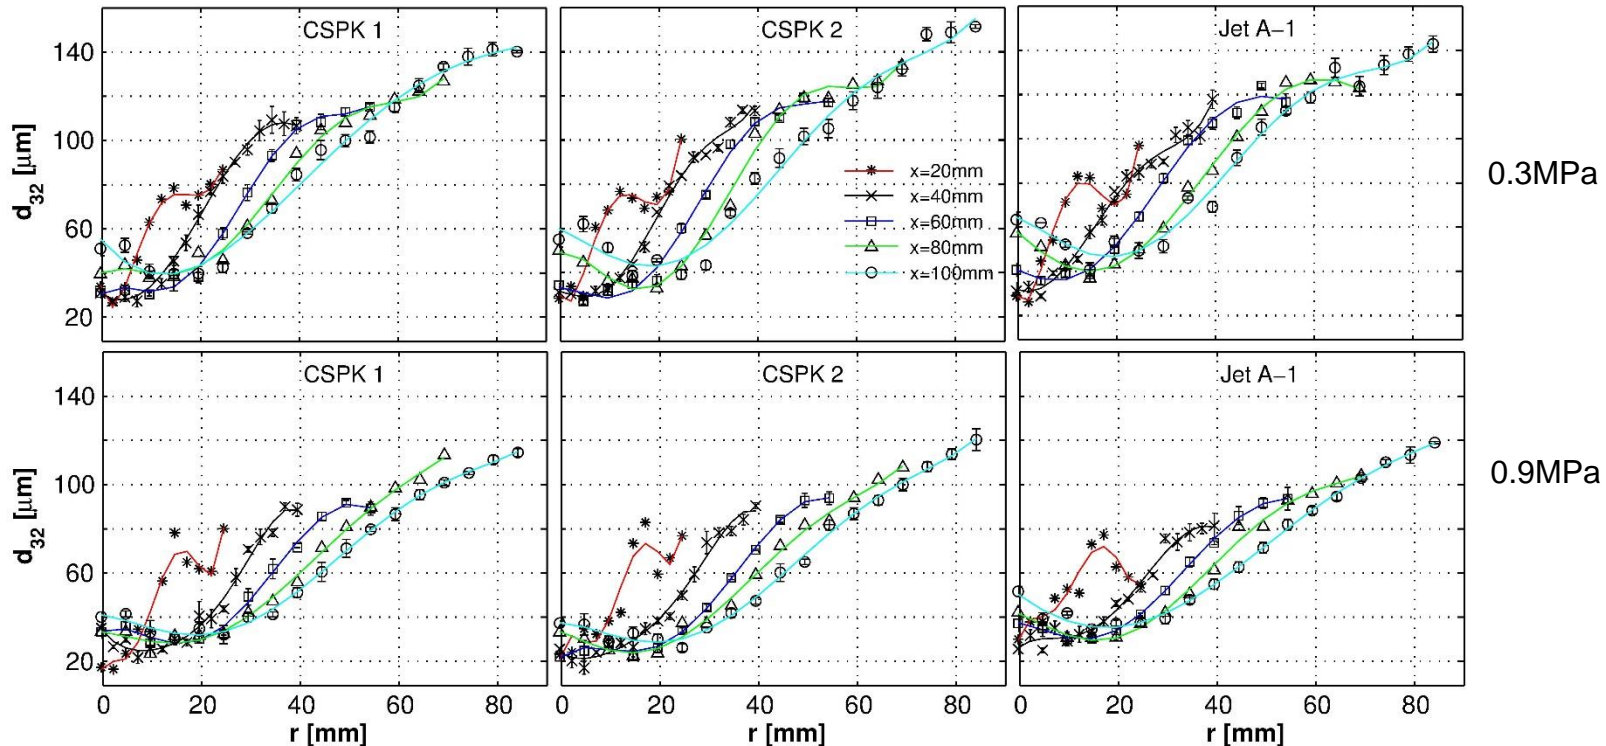 CSPK 1
CSPK 2
Jet A−1
140
100
60
20
d32 [µm]
x=20mm
x=40mm
x=60mm
x=80mm
x=100mm
0.3MPa
CSPK 1
CSPK 2
Jet A−1
140
100
60
20
d32 [µm]
0.9MPa
0 20 40 60 80 0 20 40 60 80 0 20 40 60 80
r [mm] r [mm] r [mm]